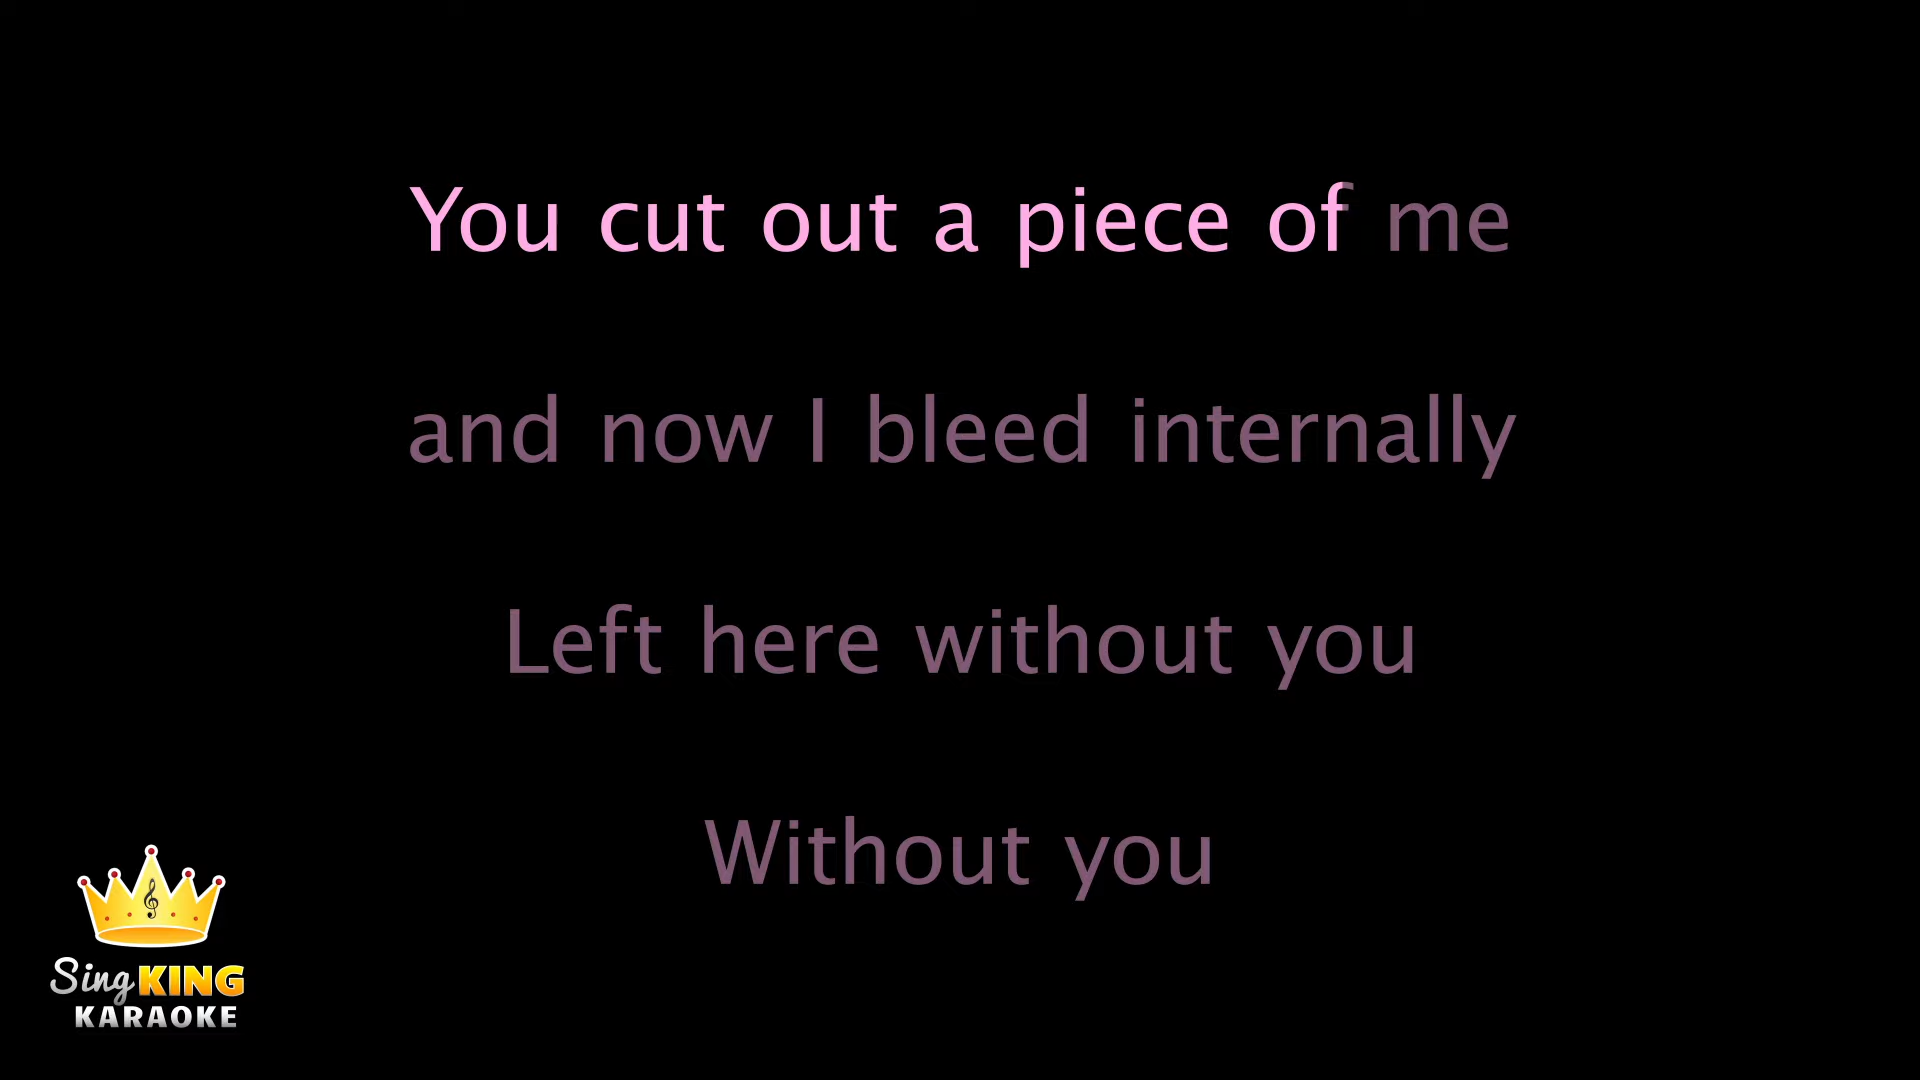 You cut out a piece of me
and now I bleed internally
Left here without you
Without you
Sing KING
KARAOKE